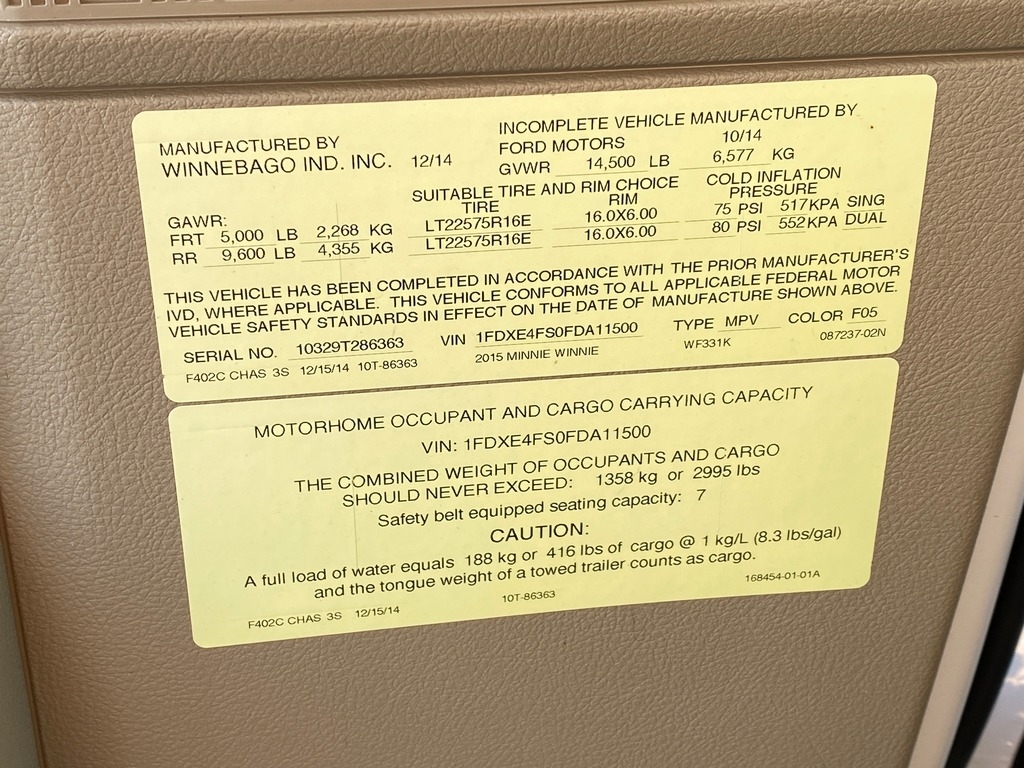 MANUFACTURED BY
WINNEBAGO IND. INC. 12/14
INCOMPLETE VEHICLE MANUFACTURED BY
FORD MOTORS 10/14
GVWR 14,500 LB 6,577 KG
SUITABLE TIRE AND RIM CHOICE
COLD INFLATION
PRESSURE
GAWR: TIRE RIM
FRT 5,000 LB 2,268 KG LT22575R16E 16.0X6.00 75 PSI 517KPA SING
RR 9,600 LB 4,355 KG LT22575R16E 16.0X6.00 80 PSI 552KPA DUAL
THIS VEHICLE HAS BEEN COMPLETED IN ACCORDANCE WITH THE PRIOR MANUFACTURER'S
IVD, WHERE APPLICABLE. THIS VEHICLE CONFORMS TO ALL APPLICABLE FEDERAL MOTOR
VEHICLE SAFETY STANDARDS IN EFFECT ON THE DATE OF MANUFACTURE SHOWN ABOVE.
SERIAL NO. 10329T286363 VIN 1FDXE4FS0FDA11500 TYPE MPV COLOR F05
F402C CHAS 3S 12/15/14 10T-86363 2015 MINNIE WINNIE WF331K 087237-02N
MOTORHOME OCCUPANT AND CARGO CARRYING CAPACITY
VIN: 1FDXE4FS0FDA11500
THE COMBINED WEIGHT OF OCCUPANTS AND CARGO
SHOULD NEVER EXCEED: 1358 kg or 2995 lbs
Safety belt equipped seating capacity: 7
CAUTION:
A full load of water equals 188 kg or 416 lbs of cargo @ 1 kg/L (8.3 lbs/gal)
and the tongue weight of a towed trailer counts as cargo.
F402C CHAS 3S 12/15/14 10T-86363 168454-01-01A